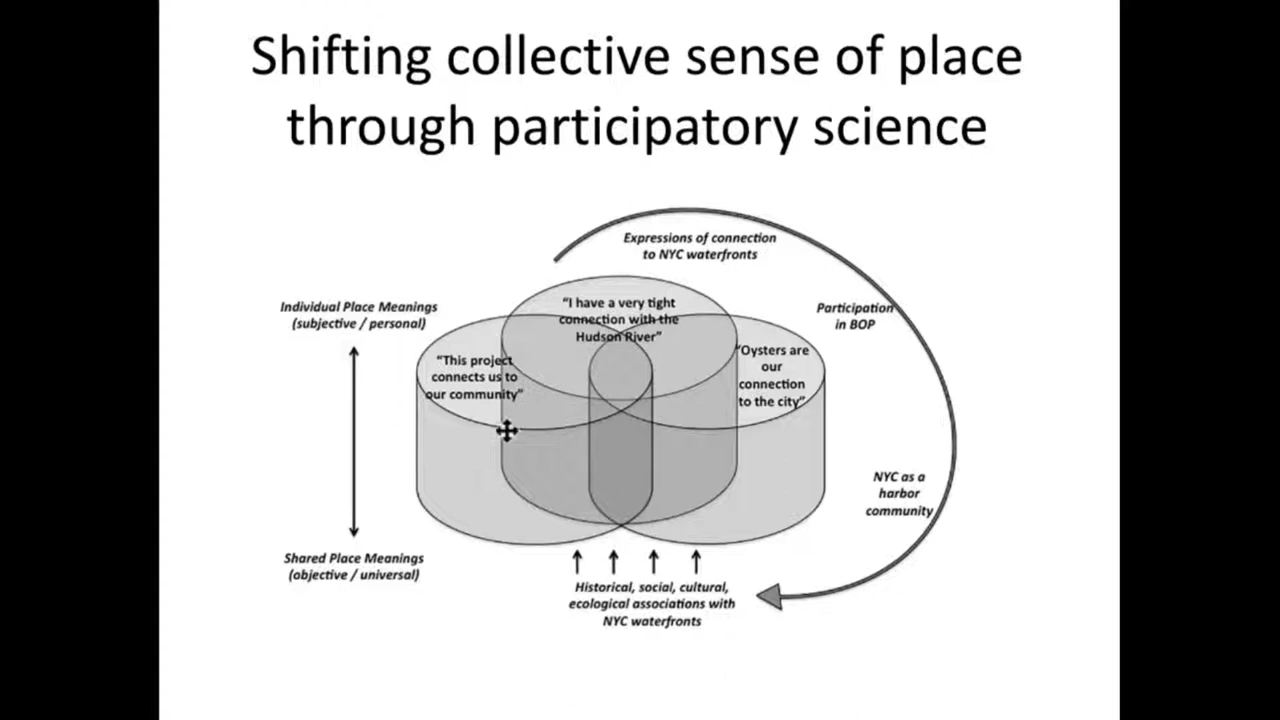 Shifting collective sense of place
through participatory science
Expressions of connection
to NYC waterfronts
Individual Place Meanings
(subjective / personal)
"I have a very tight
connection with the
Hudson River"
Participation
in BOP
"This project
connects us to
our community"
"Oysters are
our
connection
to the city"
NYC as a
harbor
community
Shared Place Meanings
(objective / universal)
Historical, social, cultural,
ecological associations with
NYC waterfronts